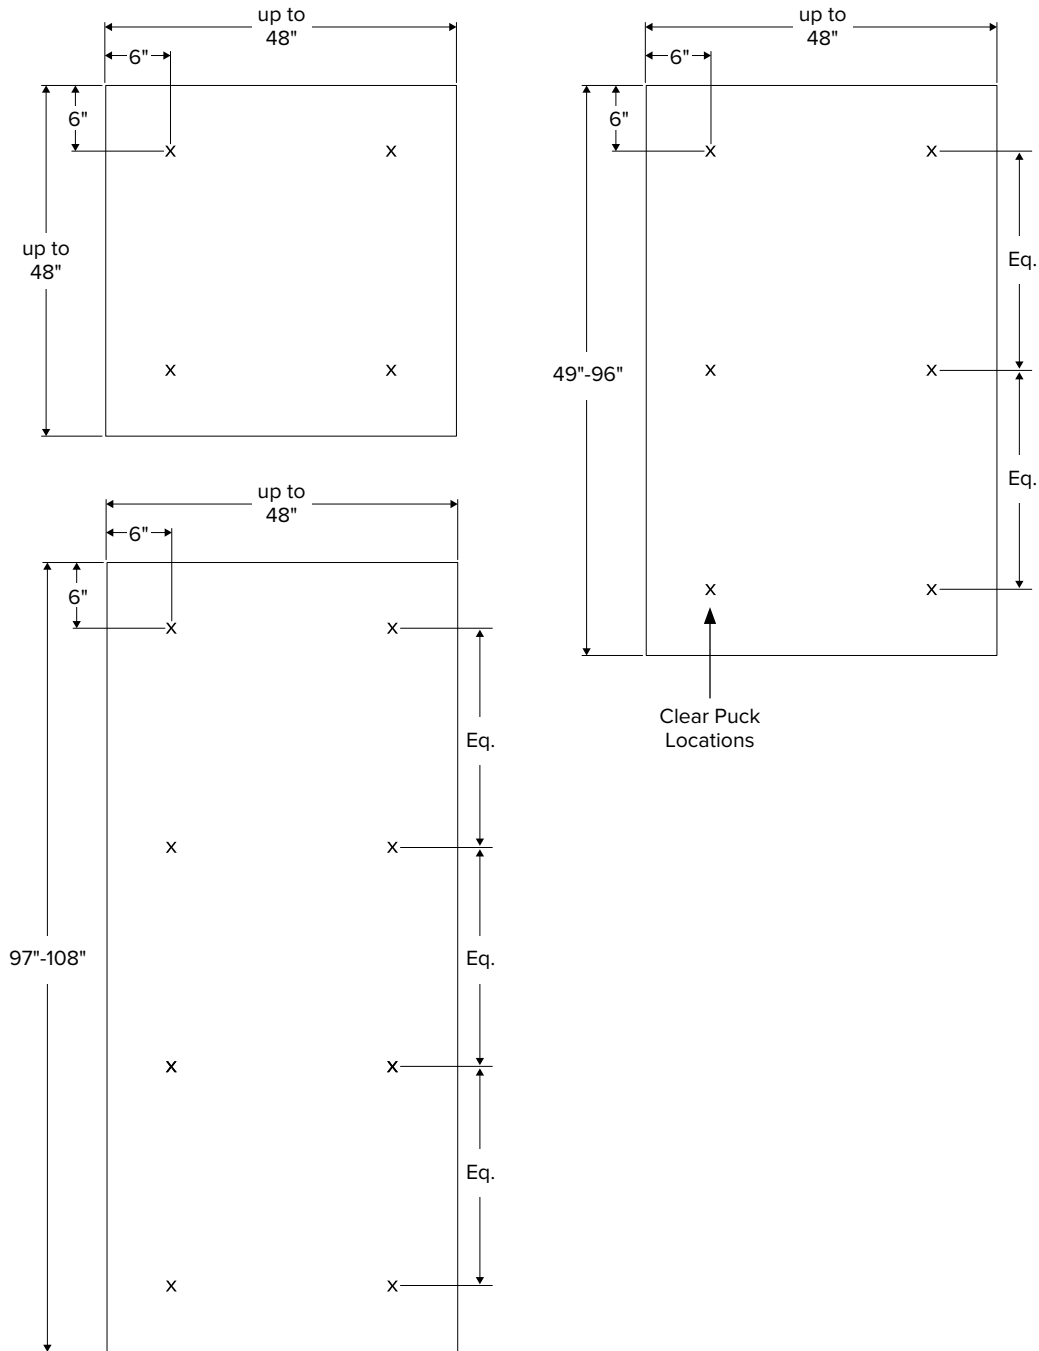 up to
48"
6"
6"
x
x
up to
48"
x
x
up to
48"
6"
6"
x
x
Eq.
49"-96"
x
x
Eq.
x
x
Clear Puck
Locations
up to
48"
6"
6"
x
x
Eq.
x
x
97"-108"
Eq.
x
x
Eq.
x
x